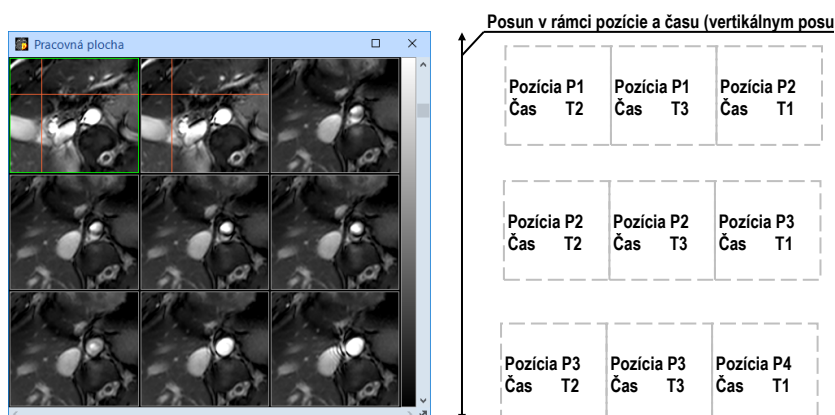 Posun v rámci pozície a času (vertikálnym posu
Pracovná plocha
Pozícia P1 Pozícia P1 Pozícia P2
Čas T2 Čas T3 Čas T1
Pozícia P2 Pozícia P2 Pozícia P3
Čas T2 Čas T3 Čas T1
Pozícia P3 Pozícia P3 Pozícia P4
Čas T2 Čas T3 Čas T1